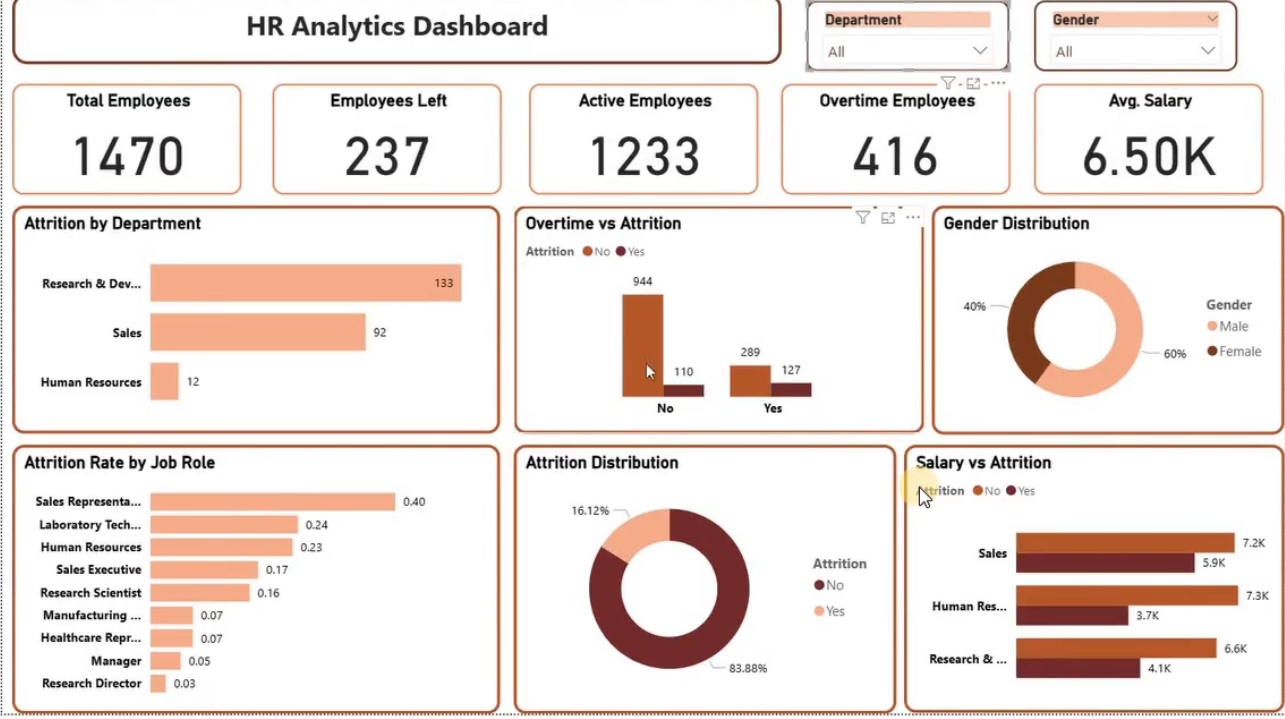 HR Analytics Dashboard
Department
All
Gender
All
Total Employees
1470
Employees Left
237
Active Employees
1233
Overtime Employees
416
Avg. Salary
6.50K
Attrition by Department
Research & Dev... 133
Sales 92
Human Resources 12
Overtime vs Attrition
Attrition No Yes
944
110
289
127
No Yes
Gender Distribution
40%
60%
Gender
Male
Female
Attrition Rate by Job Role
Sales Representa... 0.40
Laboratory Tech... 0.24
Human Resources 0.23
Sales Executive 0.17
Research Scientist 0.16
Manufacturing ... 0.07
Healthcare Repr... 0.07
Manager 0.05
Research Director 0.03
Attrition Distribution
16.12%
83.88%
Attrition
No
Yes
Salary vs Attrition
Attrition No Yes
Sales 7.2K
5.9K
Human Res... 7.3K
3.7K
Research & ... 6.6K
4.1K